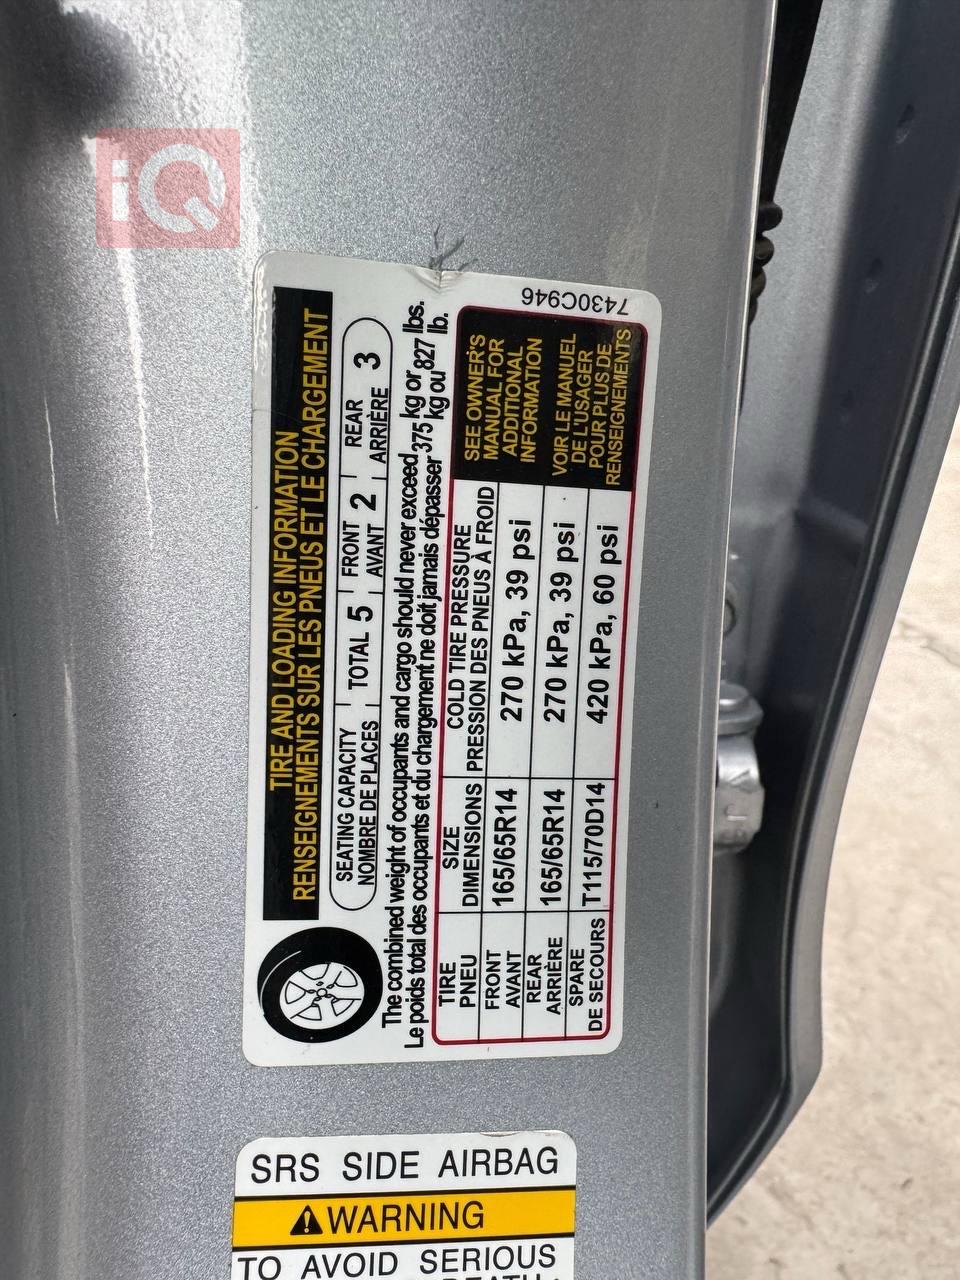 iQ
7430C946
TIRE AND LOADING INFORMATION
RENSEIGNEMENTS SUR LES PNEUS ET LE CHARGEMENT
SEATING CAPACITY
NOMBRE DE PLACES
TOTAL 5
FRONT
AVANT 2
REAR
ARRIÈRE 3
The combined weight of occupants and cargo should never exceed 375 kg or 827 lbs.
Le poids total des occupants et du chargement ne doit jamais dépasser 375 kg ou 827 lb.
TIRE
PNEU
SIZE
DIMENSIONS
COLD TIRE PRESSURE
PRESSION DES PNEUS À FROID
FRONT
AVANT
165/65R14
270 kPa, 39 psi
REAR
ARRIÈRE
165/65R14
270 kPa, 39 psi
SPARE
DE SECOURS
T115/70D14
420 kPa, 60 psi
SEE OWNER'S
MANUAL FOR
ADDITIONAL
INFORMATION
VOIR LE MANUEL
DE L'USAGER
POUR PLUS DE
RENSEIGNEMENTS
SRS SIDE AIRBAG
WARNING
TO AVOID SERIOUS